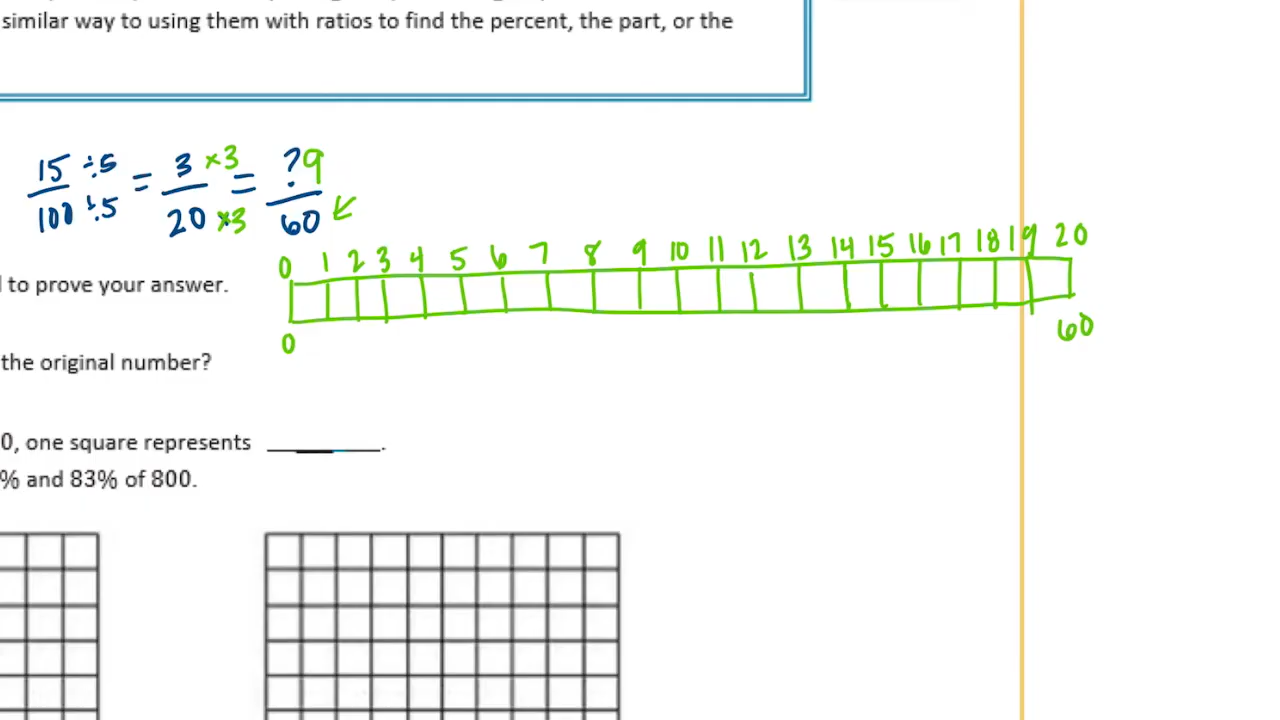 similar way to using them with ratios to find the percent, the part, or the
15 ÷5 = 3 ×3 = ? 9
100 ÷5 20 ×3 60
0 1 2 3 4 5 6 7 8 9 10 11 12 13 14 15 16 17 18 19 20
to prove your answer.
0 60
the original number?
0, one square represents ________.
% and 83% of 800.